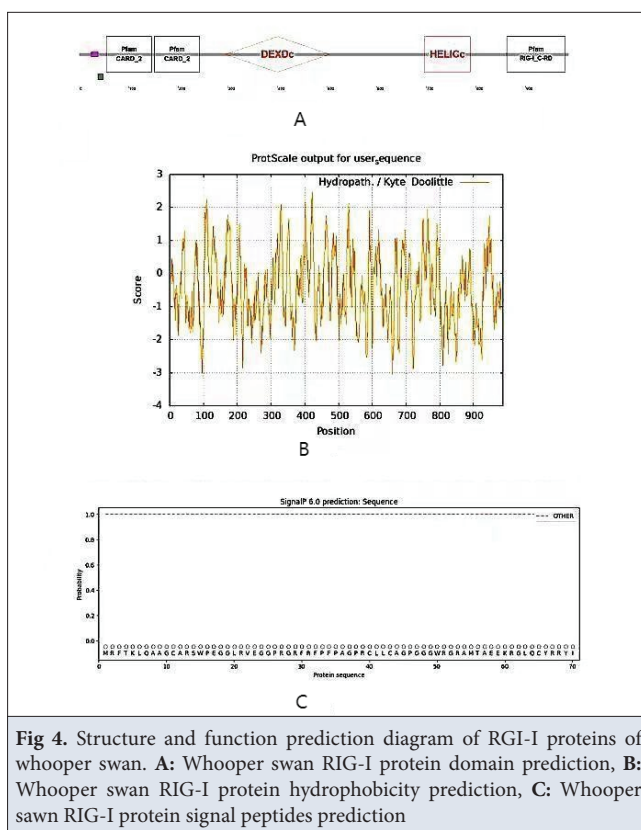 Pfam Pfam DEXDc HELICc Pfam
CARD_2 CARD_2 RIG-I_C-RD
A
ProtScale output for user_sequence
Hydropath. / Kyte Doolittle
3
2
1
0
-1
-2
-3
-4
Score
0 100 200 300 400 500 600 700 800 900
Position
B
SignalP 6.0 prediction: Sequence
OTHER
1.0
0.8
0.6
0.4
0.2
0.0
Probability
0 10 20 30 40 50 60 70
Protein sequence
C
Fig 4. Structure and function prediction diagram of RGI-I proteins of
whooper swan. A: Whooper swan RIG-I protein domain prediction, B:
Whooper swan RIG-I protein hydrophobicity prediction, C: Whooper
sawn RIG-I protein signal peptides prediction